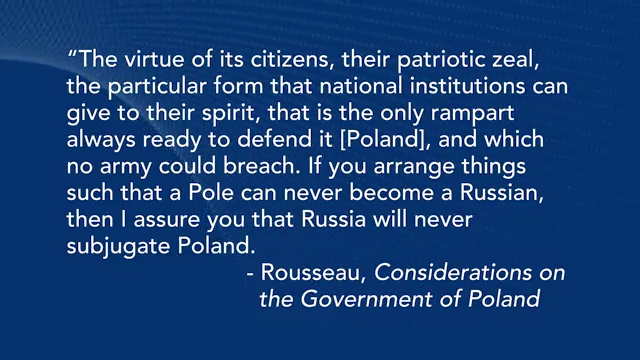 “The virtue of its citizens, their patriotic zeal,
the particular form that national institutions can
give to their spirit, that is the only rampart
always ready to defend it [Poland], and which
no army could breach. If you arrange things
such that a Pole can never become a Russian,
then I assure you that Russia will never
subjugate Poland.
- Rousseau, Considerations on
the Government of Poland